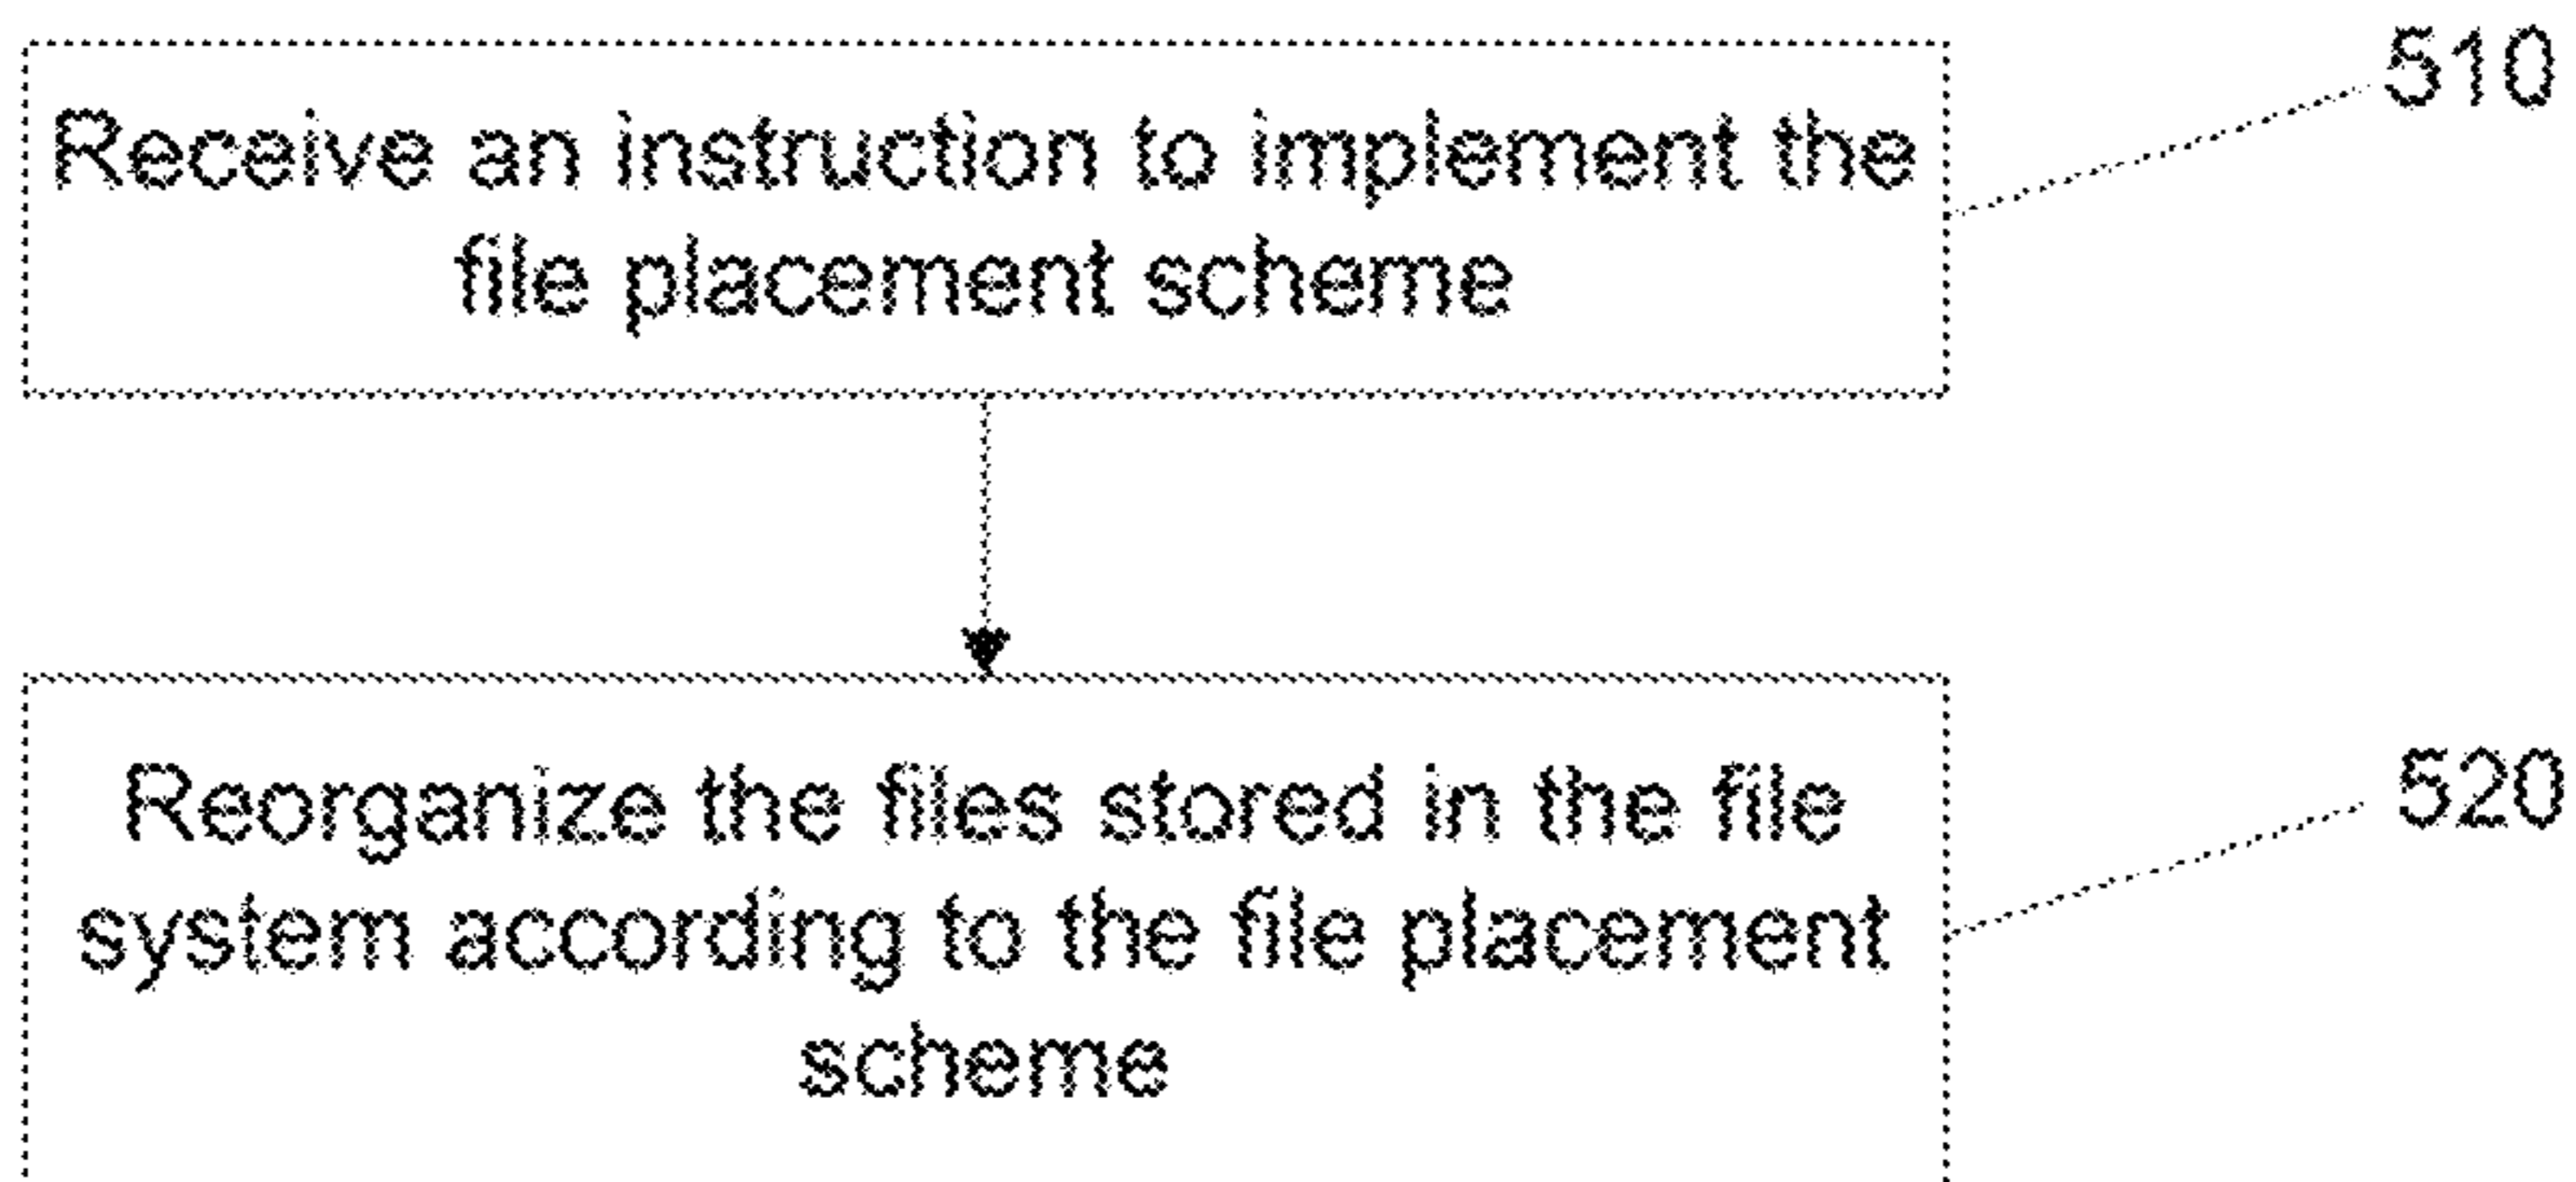 510
Receive an instruction to implement the
file placement scheme
520
Reorganize the files stored in the file
system according to the file placement
scheme